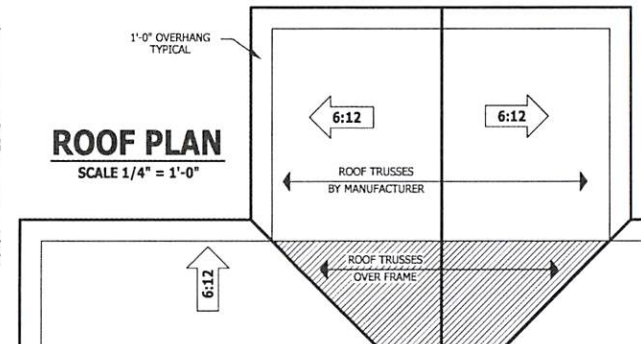 1'-0" OVERHANG
TYPICAL
6:12
6:12
ROOF PLAN
SCALE 1/4" = 1'-0"
ROOF TRUSSES
BY MANUFACTURER
ROOF TRUSSES
OVER FRAME
6:12